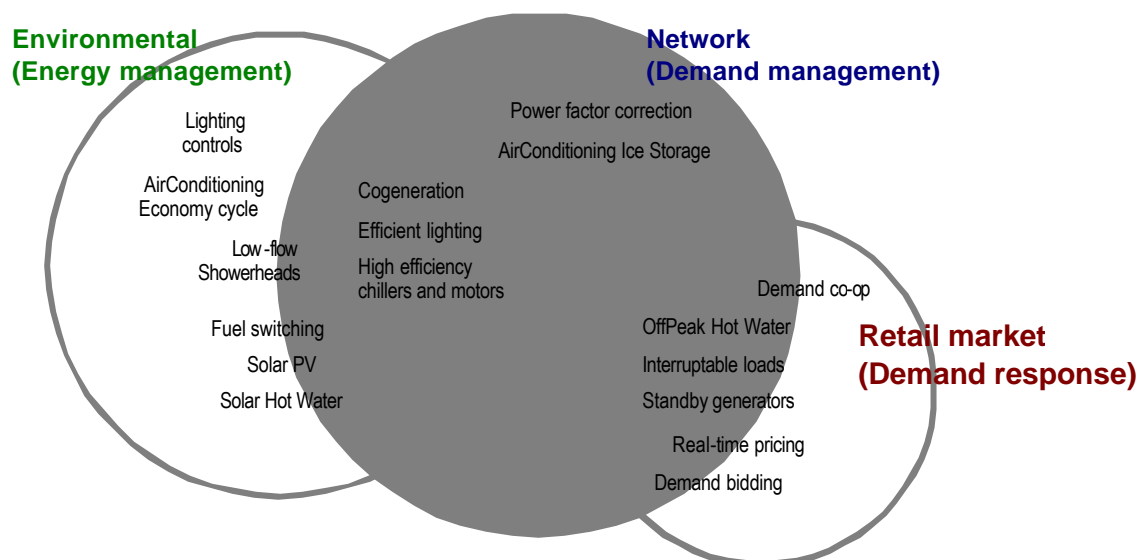 Environmental
(Energy management)
Network
(Demand management)
Lighting
controls
AirConditioning
Economy cycle
Low-flow
Showerheads
Fuel switching
Solar PV
Solar Hot Water
Power factor correction
AirConditioning Ice Storage
Cogeneration
Efficient lighting
High efficiency
chillers and motors
Demand co-op
OffPeak Hot Water
Interruptable loads
Standby generators
Real-time pricing
Demand bidding
Retail market
(Demand response)